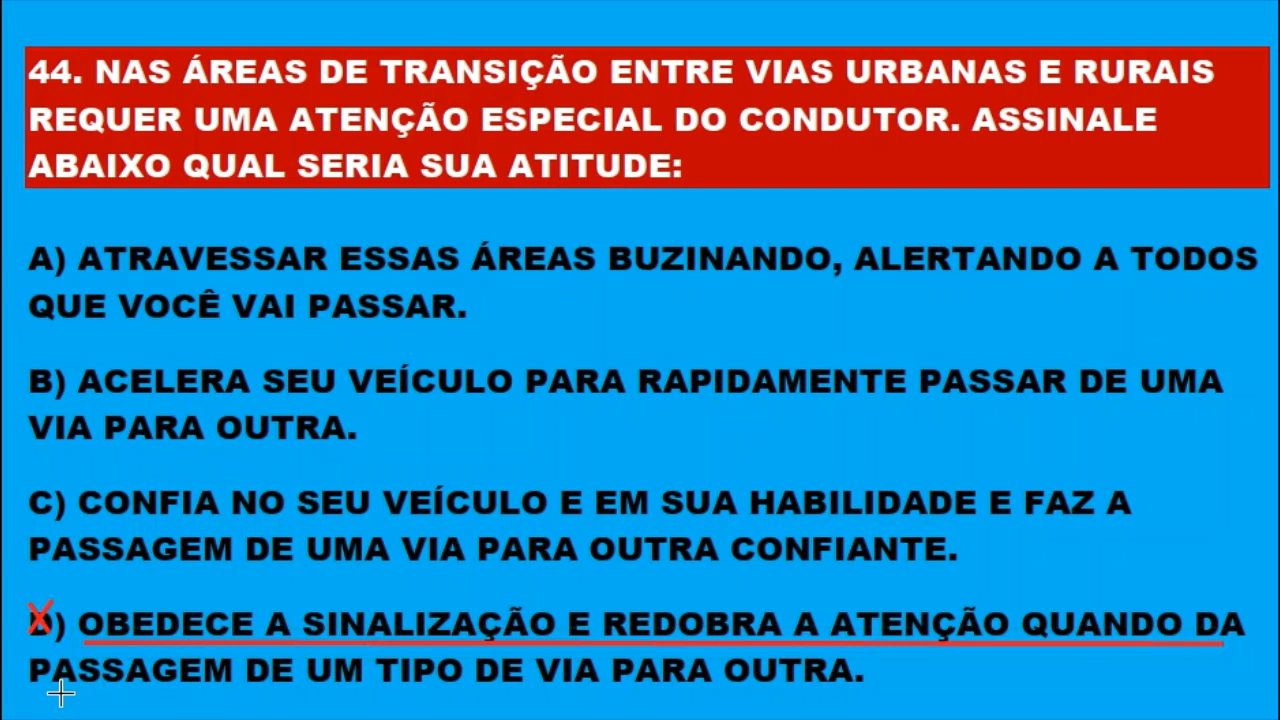 44. NAS ÁREAS DE TRANSIÇÃO ENTRE VIAS URBANAS E RURAIS
REQUER UMA ATENÇÃO ESPECIAL DO CONDUTOR. ASSINALE
ABAIXO QUAL SERIA SUA ATITUDE:
A) ATRAVESSAR ESSAS ÁREAS BUZINANDO, ALERTANDO A TODOS
QUE VOCÊ VAI PASSAR.
B) ACELERA SEU VEÍCULO PARA RAPIDAMENTE PASSAR DE UMA
VIA PARA OUTRA.
C) CONFIA NO SEU VEÍCULO E EM SUA HABILIDADE E FAZ A
PASSAGEM DE UMA VIA PARA OUTRA CONFIANTE.
D) OBEDECE A SINALIZAÇÃO E REDOBRA A ATENÇÃO QUANDO DA
PASSAGEM DE UM TIPO DE VIA PARA OUTRA.